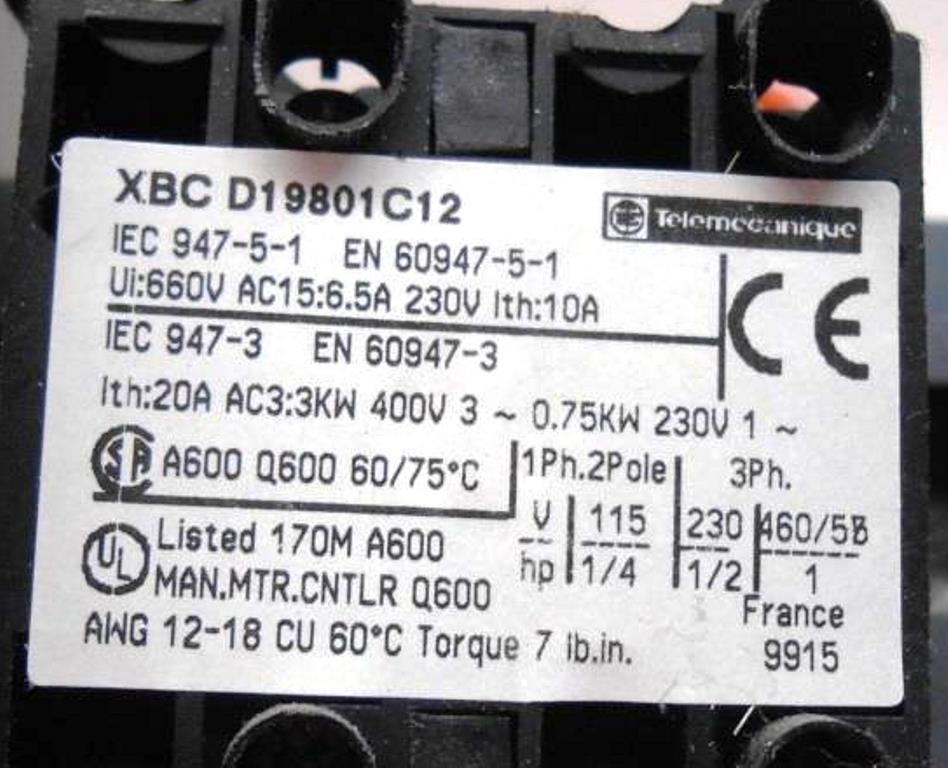 XBC D19801C12
Telemecanique
IEC 947-5-1 EN 60947-5-1
Ui:660V AC15:6.5A 230V Ith:10A
CE
IEC 947-3 EN 60947-3
Ith:20A AC3:3KW 400V 3 ~ 0.75KW 230V 1 ~
SA A600 Q600 60/75°C
1Ph.2Pole 3Ph.
V 115 230 460/5
hp 1/4 1/2 1
UL Listed 170M A600
MAN.MTR.CNTLR Q600
France
AWG 12-18 CU 60°C Torque 7 lb.in.
9915